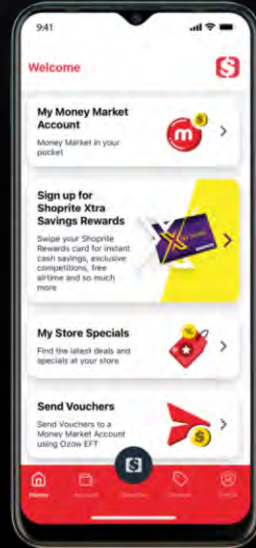 9:41
Welcome
My Money Market
Account
Money Market in your
pocket
Sign up for
Shoprite Xtra
Savings Rewards
Swipe your Shoprite
Rewards card for instant
cash savings, exclusive
competitions, free
airtime and so much
more
My Store Specials
Find the latest deals and
specials at your store
Send Vouchers
Send Vouchers to a
Money Market Account
using Ozow EFT
Home